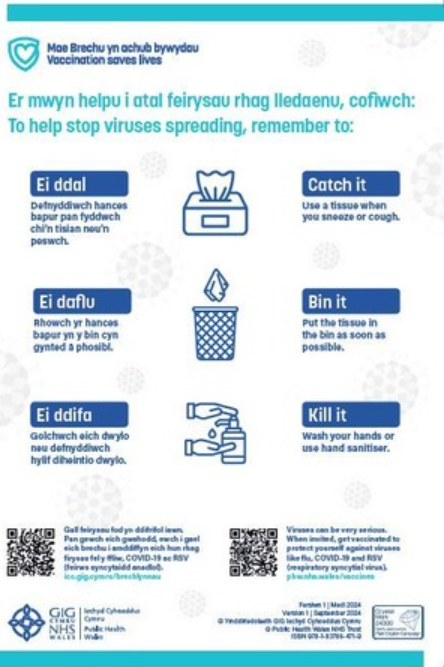 Mae Brechu yn achub bywydau
Vaccination saves lives
Er mwyn helpu i atal feirysau rhag lledaenu, cofiwch:
To help stop viruses spreading, remember to:
Ei ddal
Defnyddiwch hances
bapur pan fyddwch
chi'n tisian neu'n
peswch.
Catch it
Use a tissue when
you sneeze or cough.
Ei daflu
Rhowch yr hances
bapur yn y bin cyn
gynted â phosibl.
Bin it
Put the tissue in
the bin as soon as
possible.
Ei ddifa
Golchwch eich dwylo
neu defnyddiwch
hylif diheintio dwylo.
Kill it
Wash your hands or
use hand sanitiser.
Gall feirysau fod yn ddifrifol iawn.
Pan gewch eich gwahodd, ewch i gael
eich brechu i amddiffyn eich hun rhag
firysau fel y ffliw, COVID-19 ac RSV
(feirws syncytaidd anadlol).
icc.gig.cymru/brechlynnau
Viruses can be very serious.
When invited, get vaccinated to
protect yourself against viruses
like flu, COVID-19 and RSV
(respiratory syncytial virus).
phw.nhs.wales/vaccines
GIG
CYMRU
NHS
WALES
Iechyd Cyhoeddus
Cymru
Public Health
Wales
Fersiwn 1 | Medi 2024
Version 1 | September 2024
© Ymddiriedolaeth GIG Iechyd Cyhoeddus Cymru
© Public Health Wales NHS Trust
Crystal
Mark